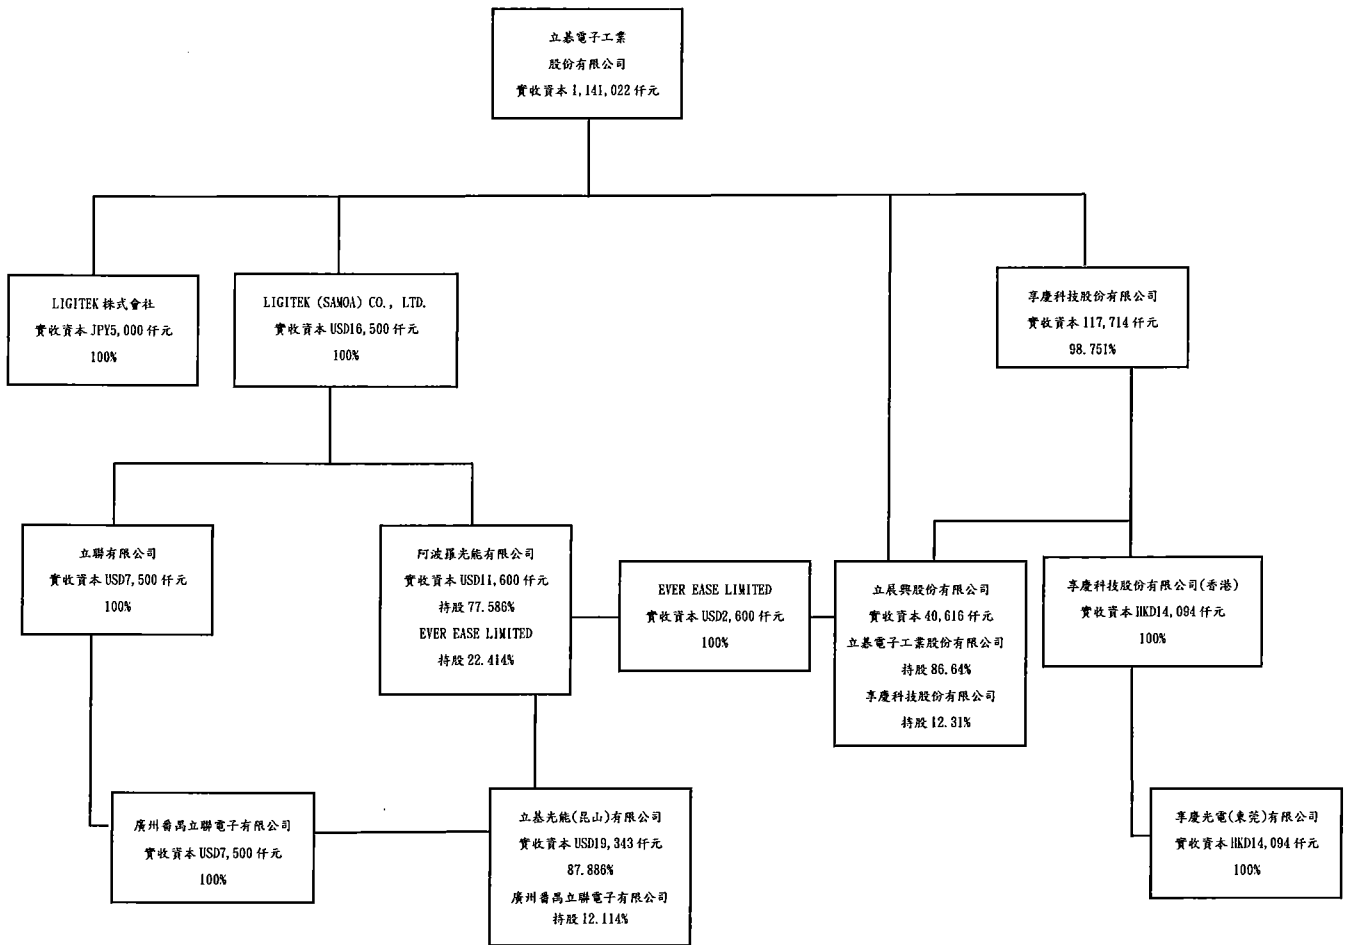 立碁電子工業
股份有限公司
實收資本 1,141,022 仟元
LIGITEK 株式會社
實收資本 JPY5,000 仟元
100%
LIGITEK (SAMOA) CO., LTD.
實收資本 USD16,500 仟元
100%
享慶科技股份有限公司
實收資本 117,714 仟元
98.751%
立聯有限公司
實收資本 USD7,500 仟元
100%
阿波羅光能有限公司
實收資本 USD11,600 仟元
持股 77.586%
EVER EASE LIMITED
持股 22.414%
EVER EASE LIMITED
實收資本 USD2,600 仟元
100%
立展興股份有限公司
實收資本 40,616 仟元
立碁電子工業股份有限公司
持股 86.64%
享慶科技股份有限公司
持股 12.31%
享慶科技股份有限公司(香港)
實收資本 HKD14,094 仟元
100%
廣州番禺立聯電子有限公司
實收資本 USD7,500 仟元
100%
立基光能(昆山)有限公司
實收資本 USD19,343 仟元
87.886%
廣州番禺立聯電子有限公司
持股 12.114%
享慶光電(東莞)有限公司
實收資本 HKD14,094 仟元
100%